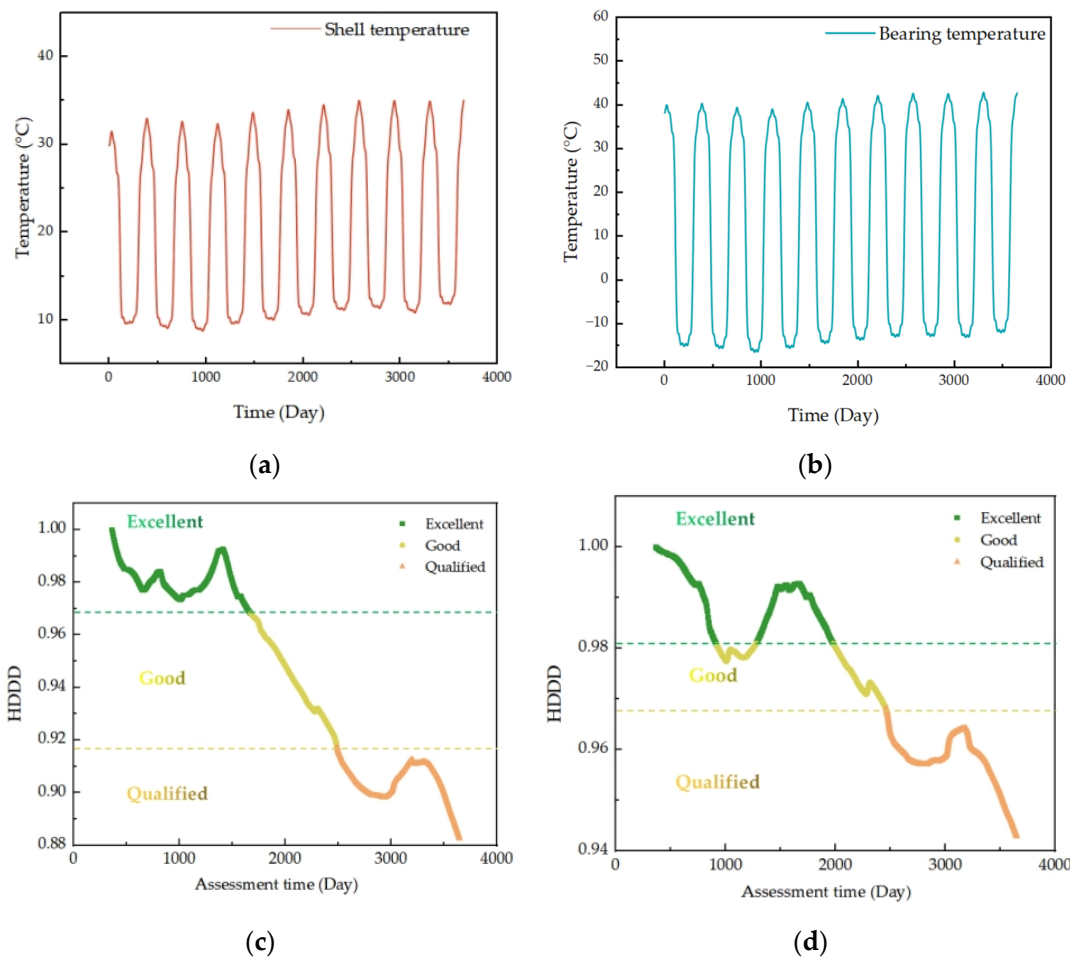 Shell temperature
Temperature (°C)
40
30
20
10
0
1000
2000
3000
4000
Time (Day)
(a)
Bearing temperature
Temperature (°C)
60
50
40
30
20
10
0
−10
−20
0
1000
2000
3000
4000
Time (Day)
(b)
Excellent
Good
Qualified
Excellent
Good
Qualified
HDDD
1.00
0.98
0.96
0.94
0.92
0.90
0.88
0
1000
2000
3000
4000
Assessment time (Day)
(c)
Excellent
Good
Qualified
Excellent
Good
Qualified
HDDD
1.00
0.98
0.96
0.94
0
1000
2000
3000
4000
Assessment time (Day)
(d)